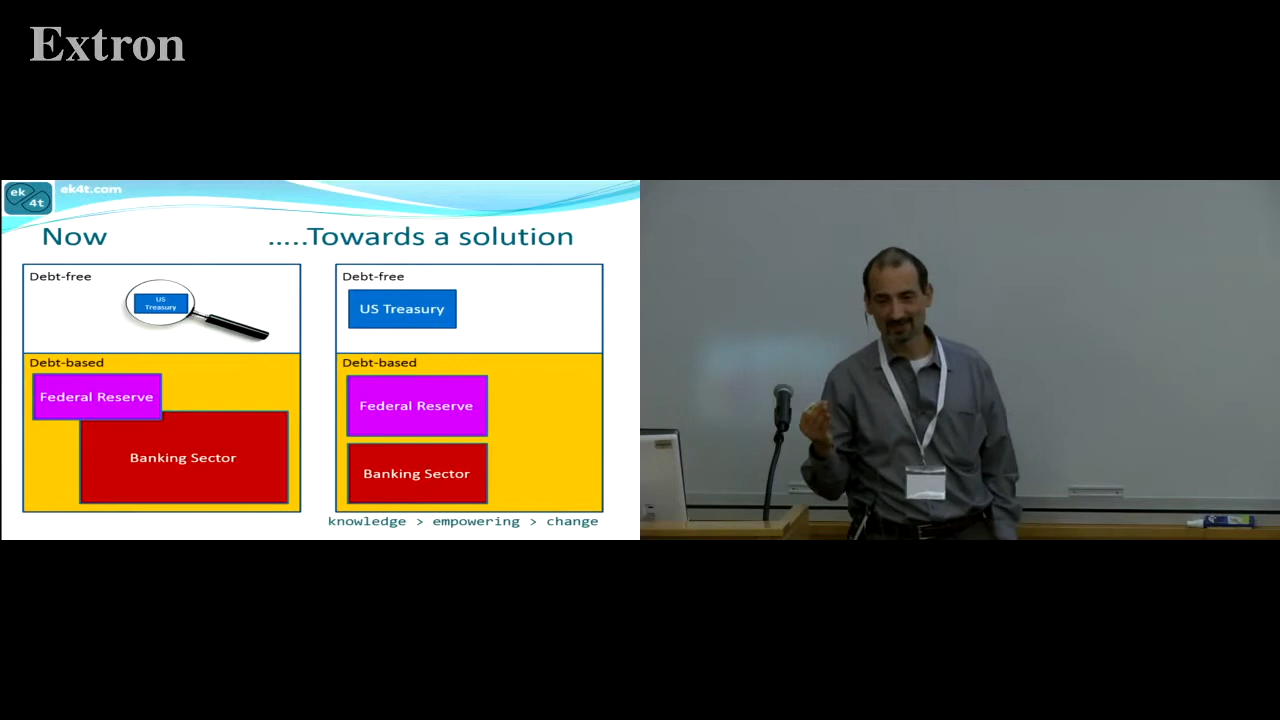 Extron
ek
4t
ek4t.com
Now
.....Towards a solution
Debt-free
US
Treasury
Debt-based
Federal Reserve
Banking Sector
Debt-free
US Treasury
Debt-based
Federal Reserve
Banking Sector
knowledge > empowering > change